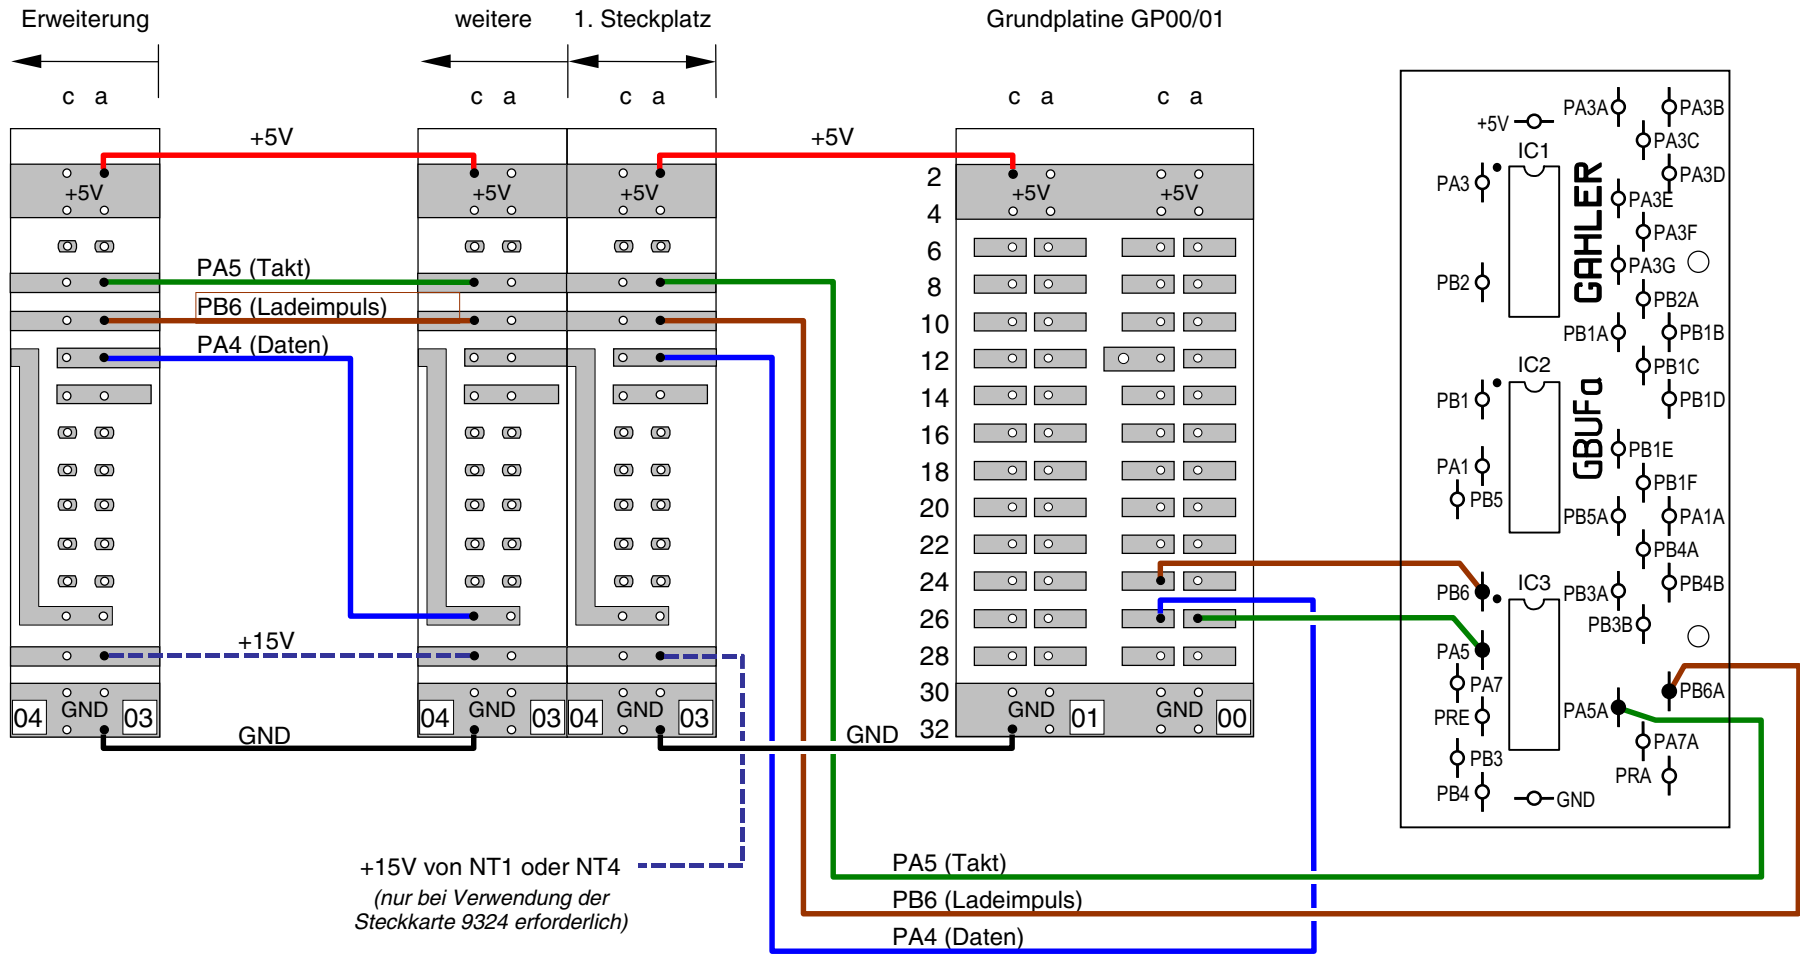 Erweiterung
weitere
1. Steckplatz
Grundplatine GP00/01
c a
c a
c a
c a
c a
+5V
+5V
+5V
+5V
+5V
+5V
+5V
PA5 (Takt)
PB6 (Ladeimpuls)
PA4 (Daten)
+15V
04
GND
03
GND
04
GND
03
04
GND
03
GND
2
4
6
8
10
12
14
16
18
20
22
24
26
28
30
32
GND
01
GND
00
+15V von NT1 oder NT4
(nur bei Verwendung der
Steckkarte 9324 erforderlich)
PA5 (Takt)
PB6 (Ladeimpuls)
PA4 (Daten)
+5V
IC1
PA3
PB2
IC2
PB1
PA1
PB5
PB6
IC3
PA5
PA7
PRE
PB3
PB4
GND
GAHLER
GBUFa
PA3A
PA3B
PA3C
PA3D
PA3E
PA3F
PA3G
PB2A
PB1A
PB1B
PB1C
PB1D
PB1E
PB1F
PB5A
PA1A
PB4A
PB4B
PB3A
PB3B
PB6A
PA5A
PA7A
PRA